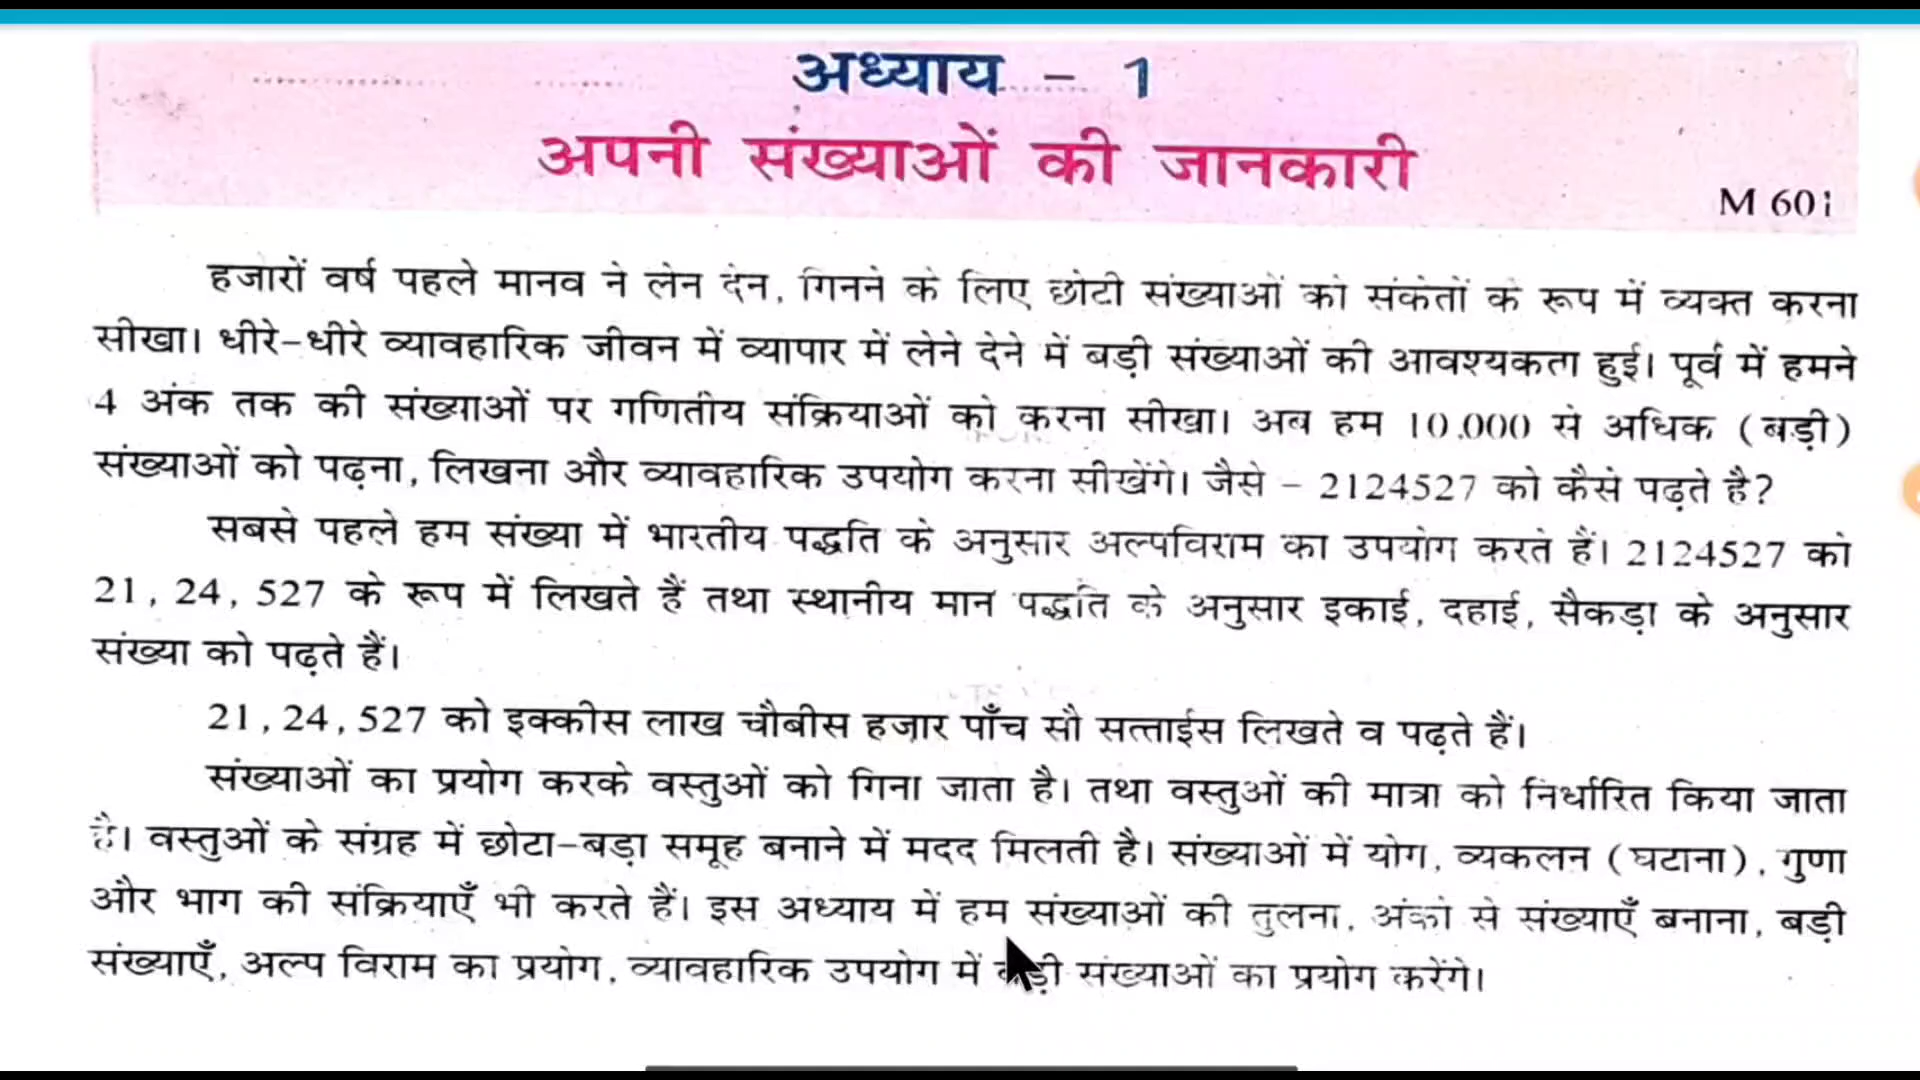 अध्याय - 1
अपनी संख्याओं की जानकारी
M 601
हजारों वर्ष पहले मानव ने लेन देन, गिनने के लिए छोटी संख्याओं को संकेतों के रूप में व्यक्त करना
सीखा। धीरे-धीरे व्यावहारिक जीवन में व्यापार में लेने देने में बड़ी संख्याओं की आवश्यकता हुई। पूर्व में हमने
4 अंक तक की संख्याओं पर गणितीय संक्रियाओं को करना सीखा। अब हम 10,000 से अधिक (बड़ी)
संख्याओं को पढ़ना, लिखना और व्यावहारिक उपयोग करना सीखेंगे। जैसे - 2124527 को कैसे पढ़ते है?
सबसे पहले हम संख्या में भारतीय पद्धति के अनुसार अल्पविराम का उपयोग करते हैं। 2124527 को
21, 24, 527 के रूप में लिखते हैं तथा स्थानीय मान पद्धति के अनुसार इकाई, दहाई, सैकड़ा के अनुसार
संख्या को पढ़ते हैं।
21, 24, 527 को इक्कीस लाख चौबीस हजार पाँच सौ सत्ताईस लिखते व पढ़ते हैं।
संख्याओं का प्रयोग करके वस्तुओं को गिना जाता है। तथा वस्तुओं की मात्रा को निर्धारित किया जाता
है। वस्तुओं के संग्रह में छोटा-बड़ा समूह बनाने में मदद मिलती है। संख्याओं में योग, व्यकलन (घटाना), गुणा
और भाग की संक्रियाएँ भी करते हैं। इस अध्याय में हम संख्याओं की तुलना, अंको से संख्याएँ बनाना, बड़ी
संख्याएँ, अल्प विराम का प्रयोग, व्यावहारिक उपयोग में बड़ी संख्याओं का प्रयोग करेंगे।